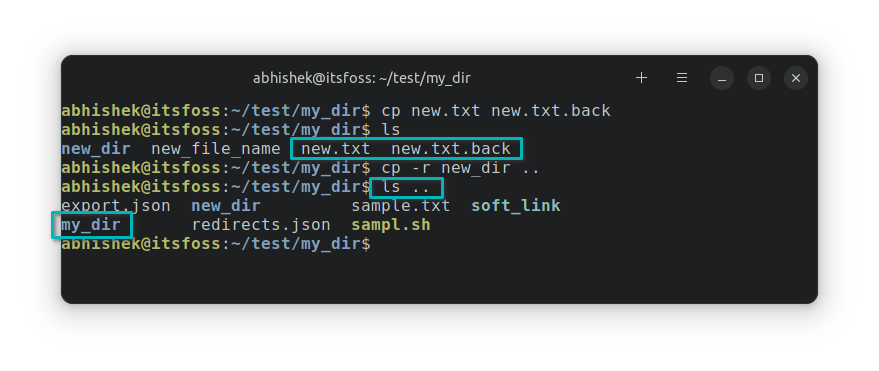 abhishek@itsfoss: ~/test/my_dir
abhishek@itsfoss:~/test/my_dir$ cp new.txt new.txt.back
abhishek@itsfoss:~/test/my_dir$ ls
new_dir  new_file_name  new.txt  new.txt.back
abhishek@itsfoss:~/test/my_dir$ cp -r new_dir ..
abhishek@itsfoss:~/test/my_dir$ ls ..
export.json  new_dir         sample.txt  soft_link
my_dir       redirects.json  sampl.sh
abhishek@itsfoss:~/test/my_dir$